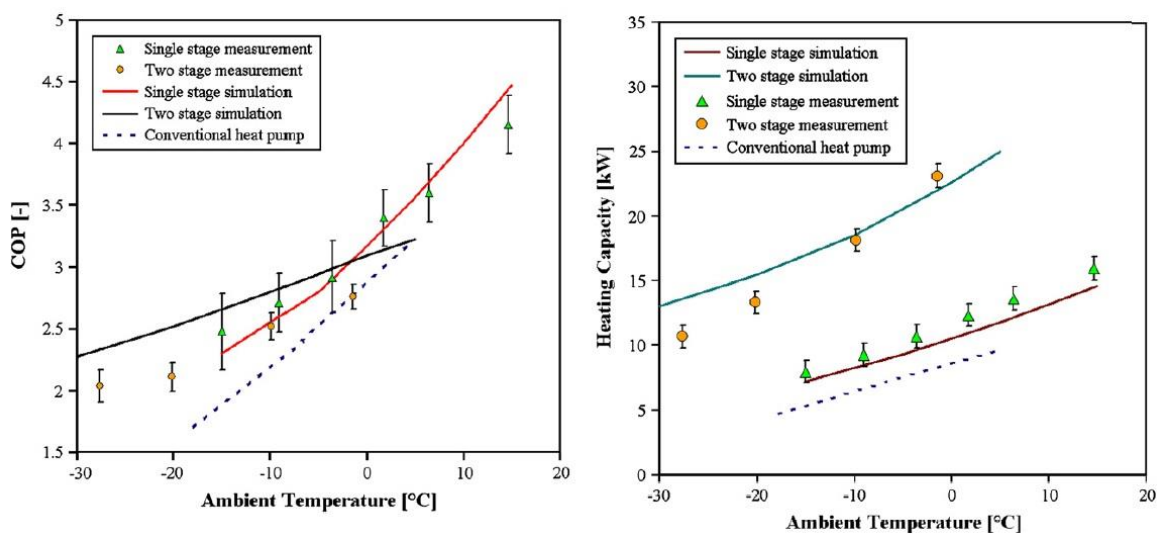 5
4.5
4
3.5
3
2.5
2
1.5
COP [-]
Single stage measurement
Two stage measurement
Single stage simulation
Two stage simulation
Conventional heat pump
-30
-20
-10
0
10
20
Ambient Temperature [°C]
35
30
25
20
15
10
5
0
Heating Capacity [kW]
Single stage simulation
Two stage simulation
Single stage measurement
Two stage measurement
Conventional heat pump
-30
-20
-10
0
10
20
Ambient Temperature [°C]